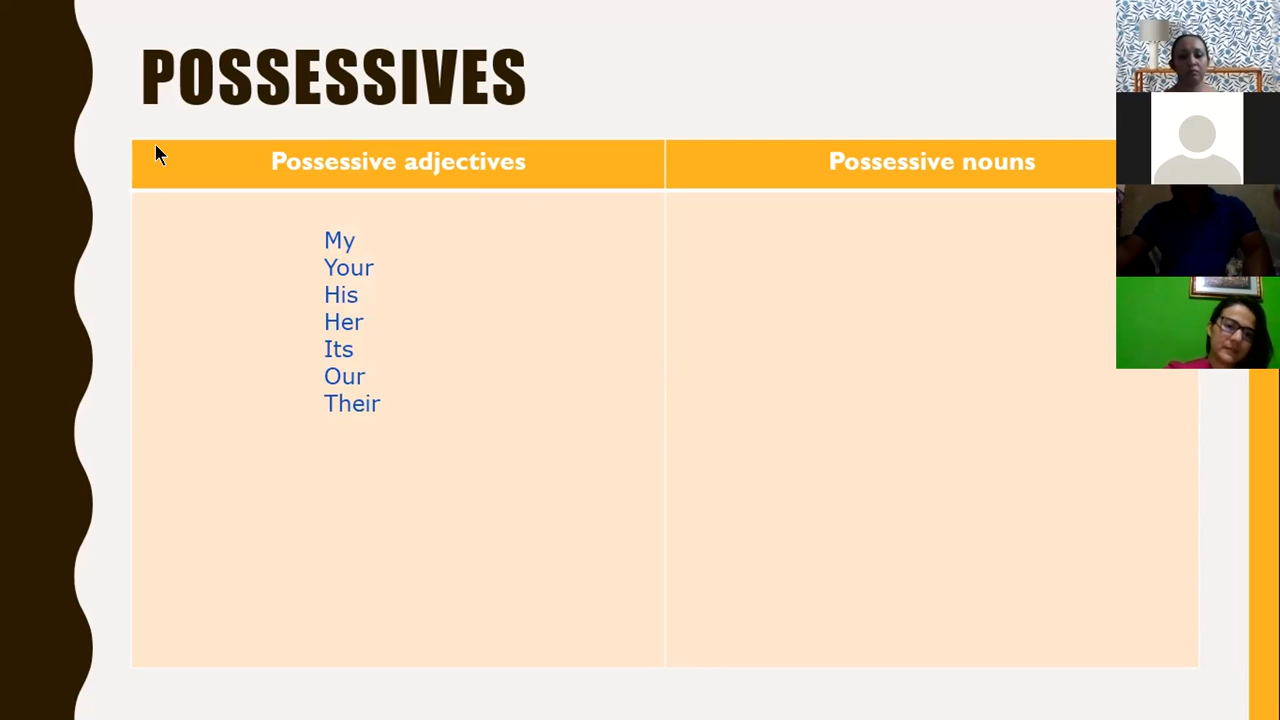 POSSESSIVES
Possessive adjectives
Possessive nouns
My
Your
His
Her
Its
Our
Their